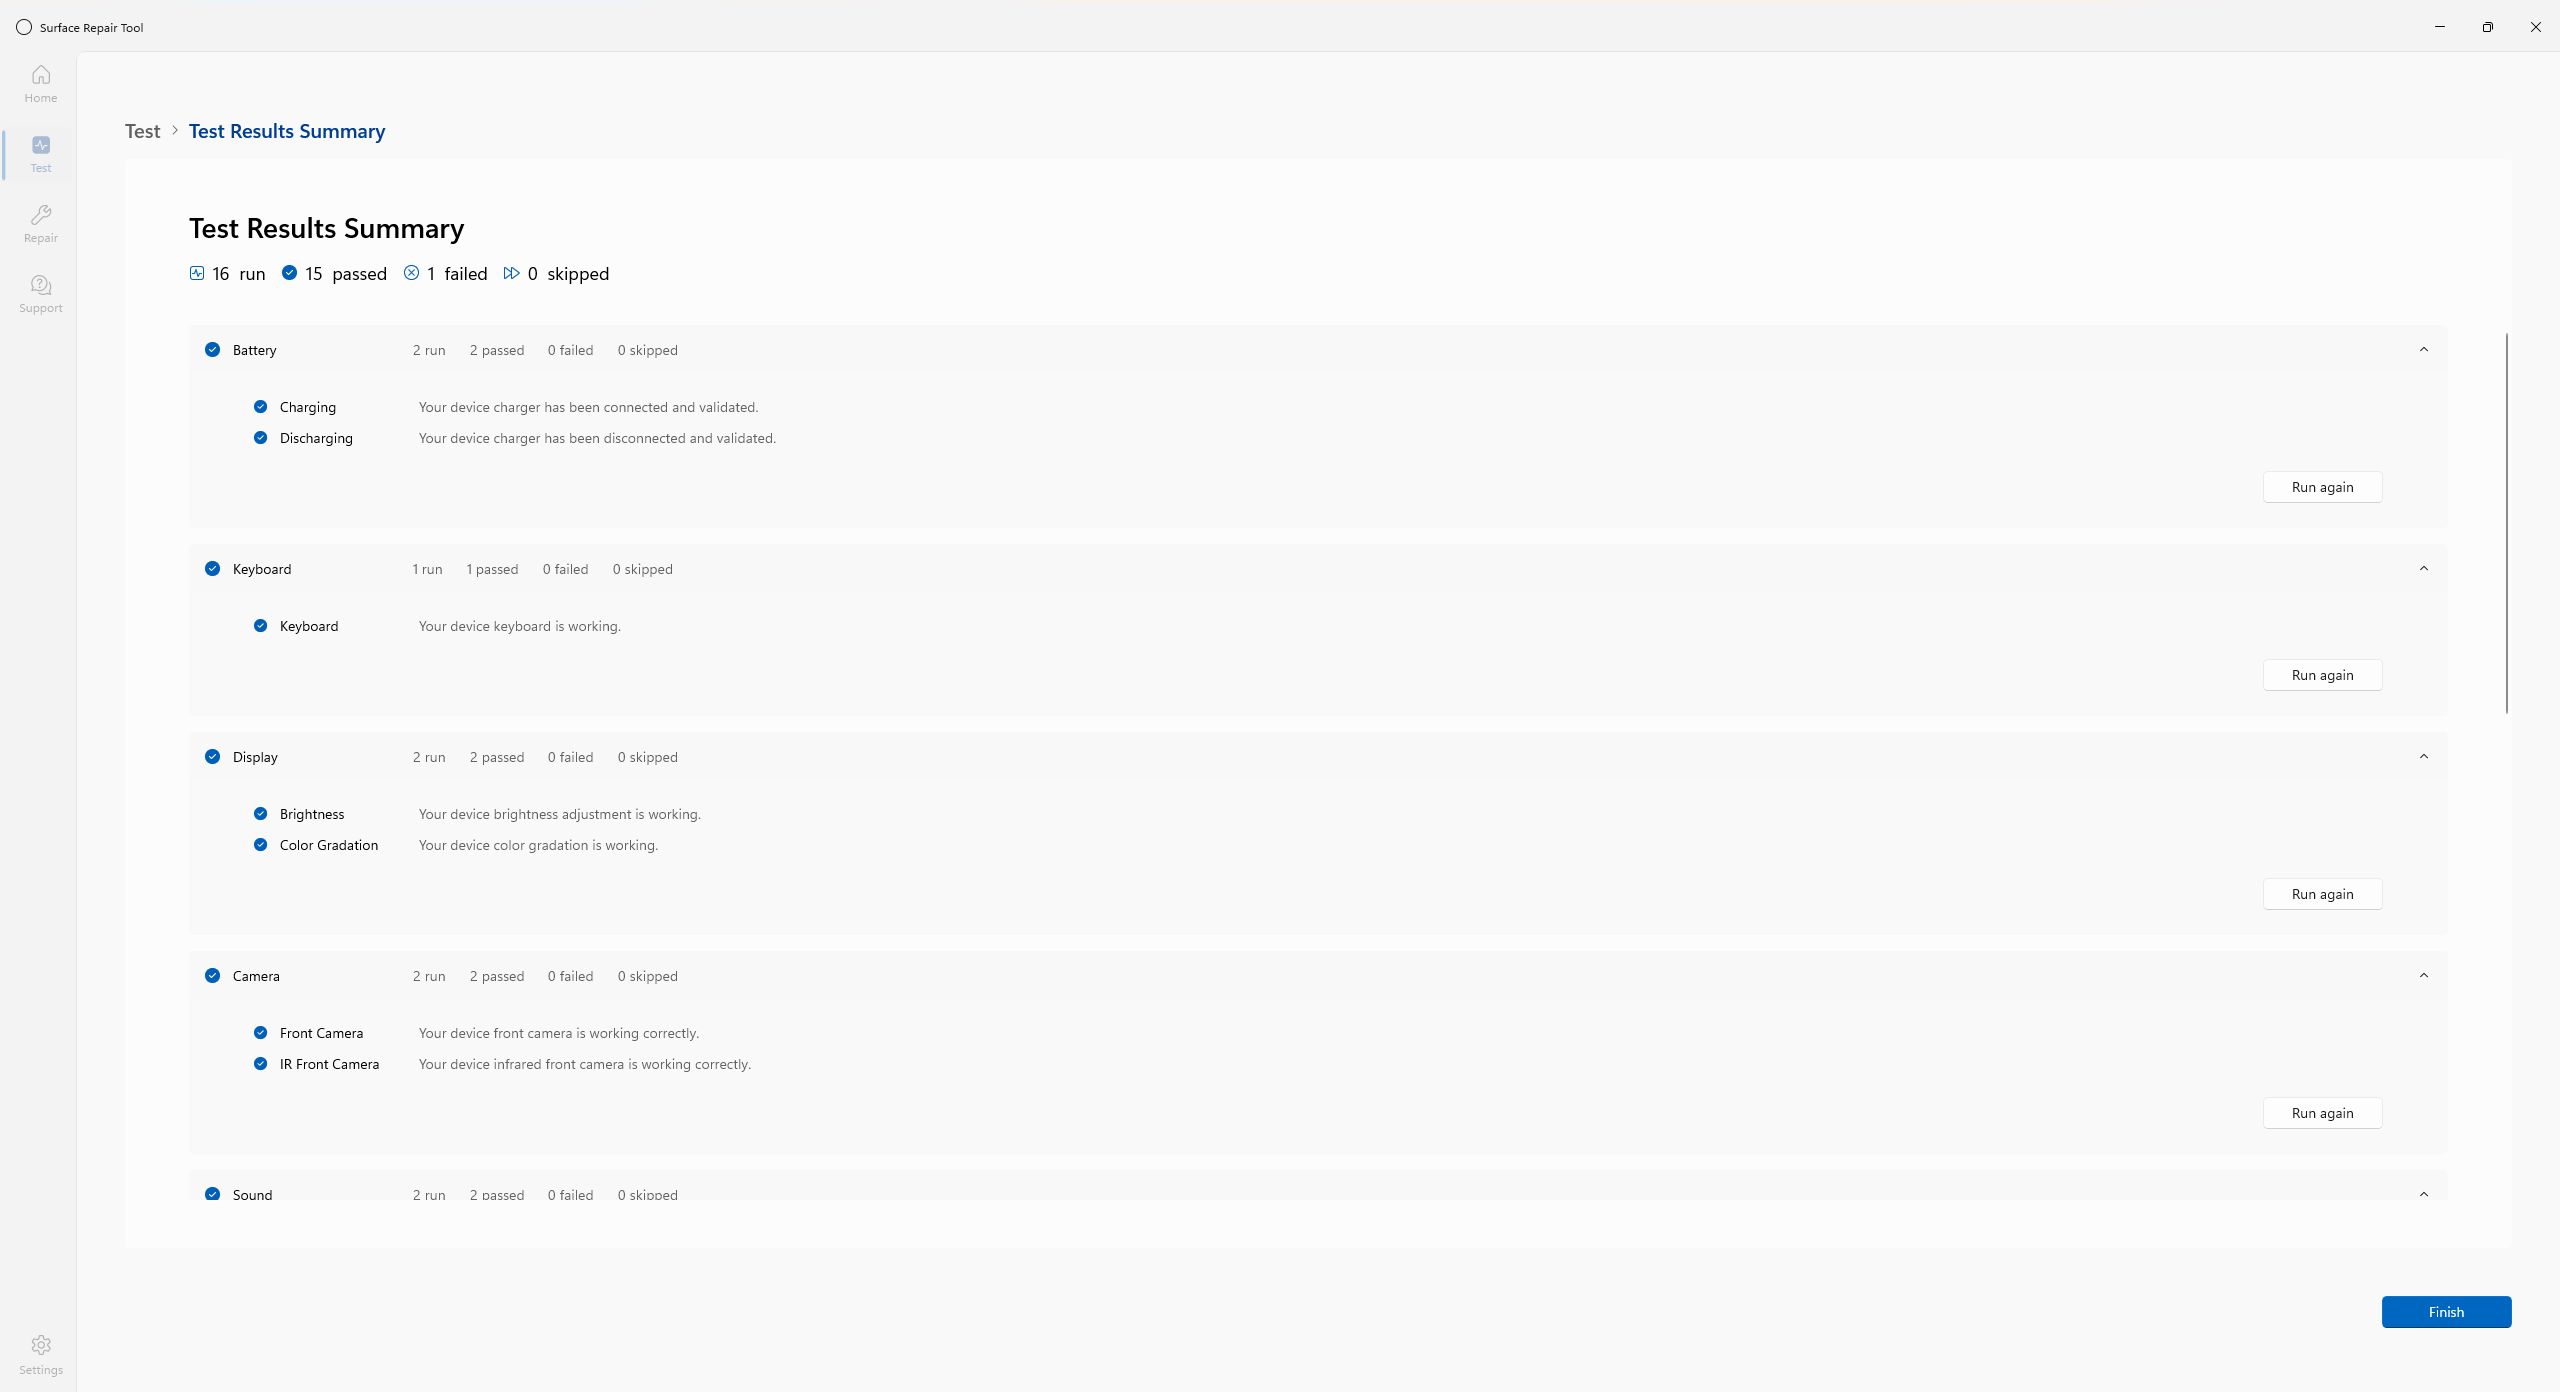 Surface Repair Tool
Home
Test
Repair
Support
Settings
Test > Test Results Summary
Test Results Summary
16 run 15 passed 1 failed 0 skipped
Battery 2 run 2 passed 0 failed 0 skipped
Charging Your device charger has been connected and validated.
Discharging Your device charger has been disconnected and validated.
Run again
Keyboard 1 run 1 passed 0 failed 0 skipped
Keyboard Your device keyboard is working.
Run again
Display 2 run 2 passed 0 failed 0 skipped
Brightness Your device brightness adjustment is working.
Color Gradation Your device color gradation is working.
Run again
Camera 2 run 2 passed 0 failed 0 skipped
Front Camera Your device front camera is working correctly.
IR Front Camera Your device infrared front camera is working correctly.
Run again
Sound 2 run 2 passed 0 failed 0 skipped
Finish